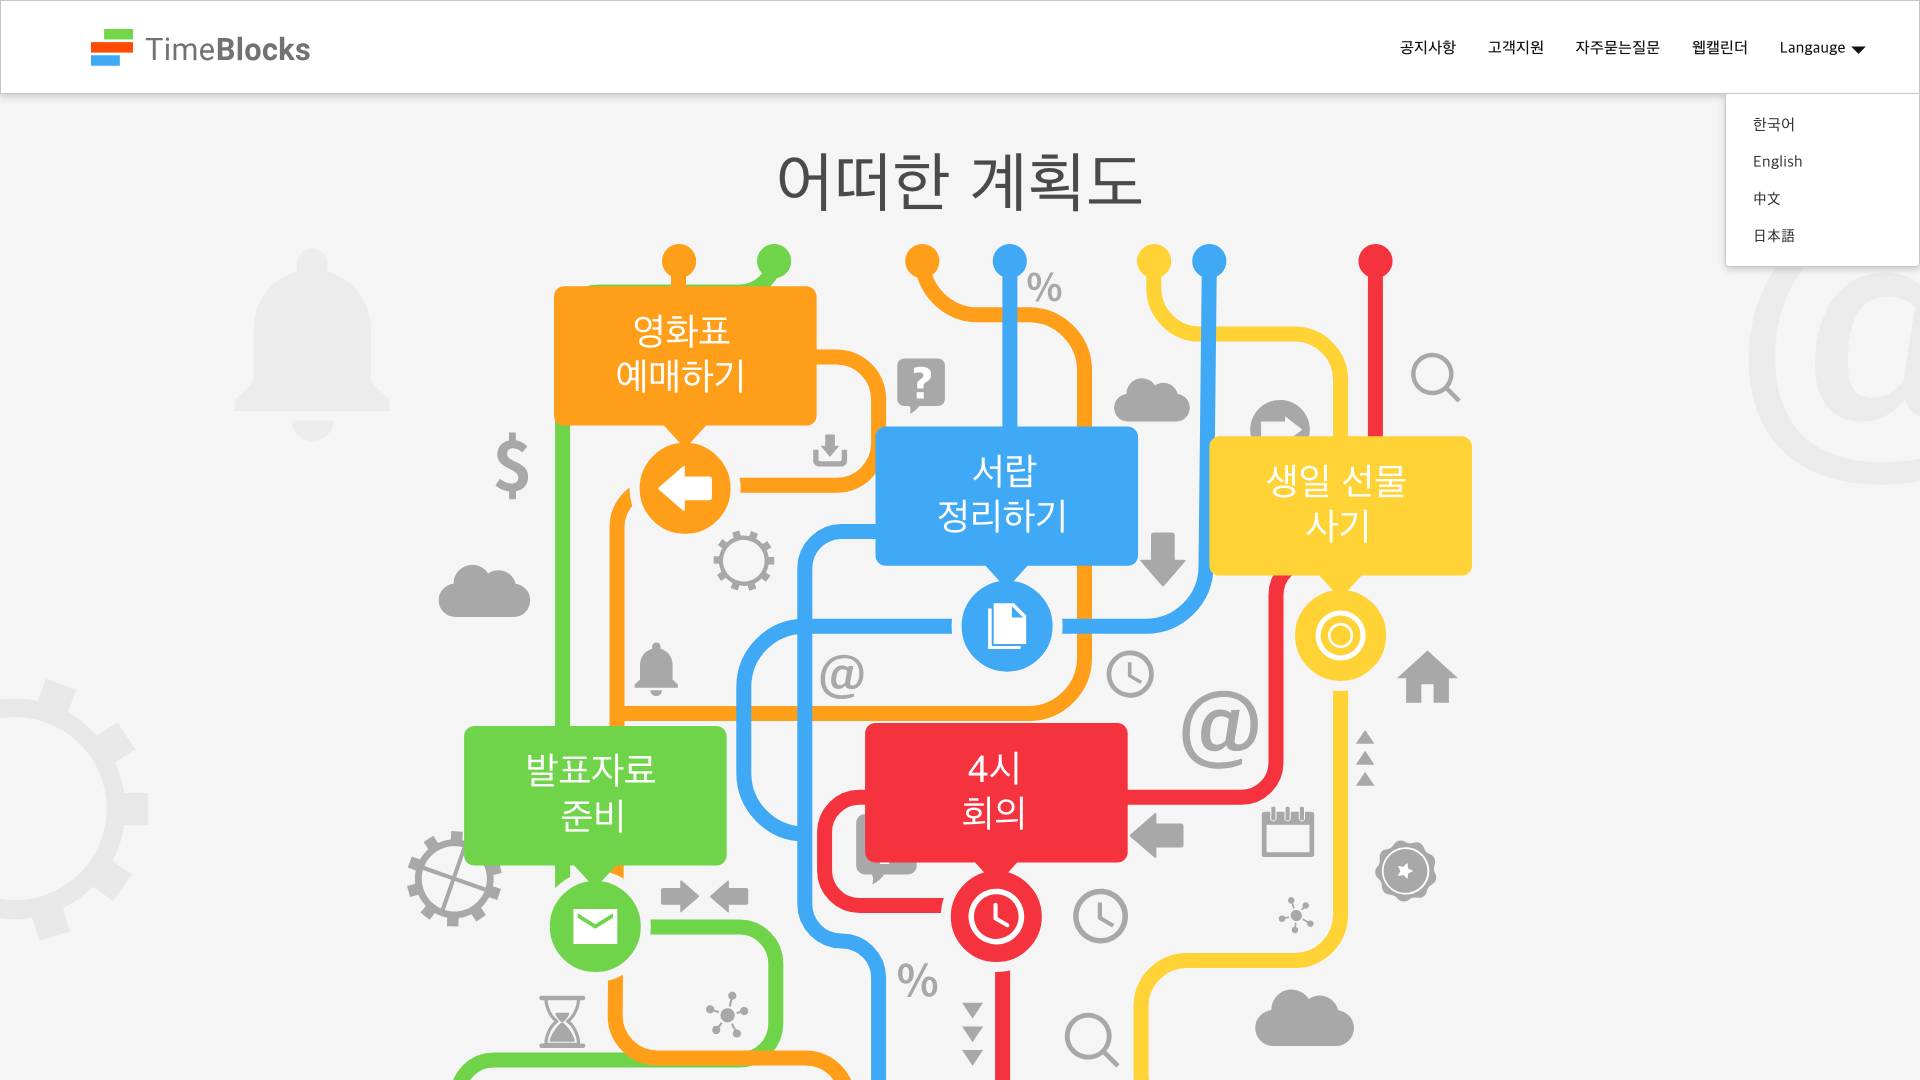 TimeBlocks
공지사항
고객지원
자주묻는질문
웹캘린더
Langauge
한국어
English
中文
日本語
어떠한 계획도
영화표
예매하기
서랍
정리하기
생일 선물
사기
발표자료
준비
4시
회의